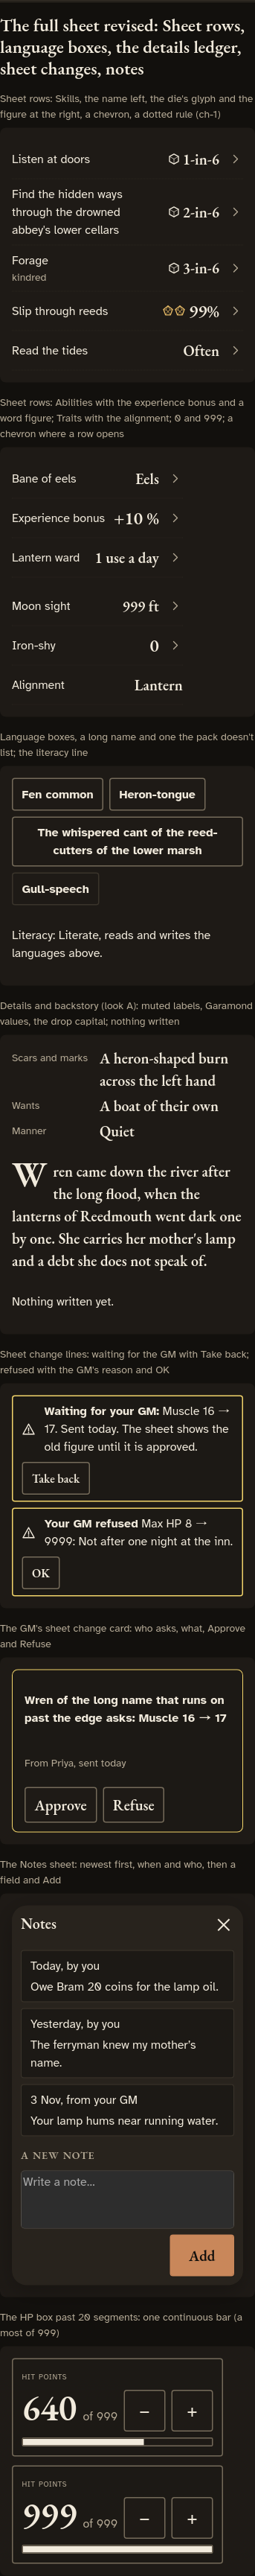 The full sheet revised: Sheet rows,
language boxes, the details ledger,
sheet changes, notes
Sheet rows: Skills, the name left, the die's glyph and the
figure at the right, a chevron, a dotted rule (ch-1)
Listen at doors 1-in-6
Find the hidden ways
through the drowned
abbey's lower cellars 2-in-6
Forage
kindred 3-in-6
Slip through reeds 99%
Read the tides Often
Sheet rows: Abilities with the experience bonus and a
word figure; Traits with the alignment; 0 and 999; a
chevron where a row opens
Bane of eels Eels
Experience bonus +10 %
Lantern ward 1 use a day
Moon sight 999 ft
Iron-shy 0
Alignment Lantern
Language boxes, a long name and one the pack doesn't
list; the literacy line
Fen common Heron-tongue
The whispered cant of the reed-
cutters of the lower marsh
Gull-speech
Literacy: Literate, reads and writes the
languages above.
Details and backstory (look A): muted labels, Garamond
values, the drop capital; nothing written
Scars and marks A heron-shaped burn
across the left hand
Wants A boat of their own
Manner Quiet
Wren came down the river after
the long flood, when the
lanterns of Reedmouth went dark one
by one. She carries her mother's lamp
and a debt she does not speak of.
Nothing written yet.
Sheet change lines: waiting for the GM with Take back;
refused with the GM's reason and OK
Waiting for your GM: Muscle 16 →
17. Sent today. The sheet shows the
old figure until it is approved.
Take back
Your GM refused Max HP 8 →
9999: Not after one night at the inn.
OK
The GM's sheet change card: who asks, what, Approve
and Refuse
Wren of the long name that runs on
past the edge asks: Muscle 16 → 17
From Priya, sent today
Approve Refuse
The Notes sheet: newest first, when and who, then a
field and Add
Notes
Today, by you
Owe Bram 20 coins for the lamp oil.
Yesterday, by you
The ferryman knew my mother's
name.
3 Nov, from your GM
Your lamp hums near running water.
A NEW NOTE
Write a note...
Add
The HP box past 20 segments: one continuous bar (a
most of 999)
HIT POINTS
640 of 999 − +
HIT POINTS
999 of 999 − +